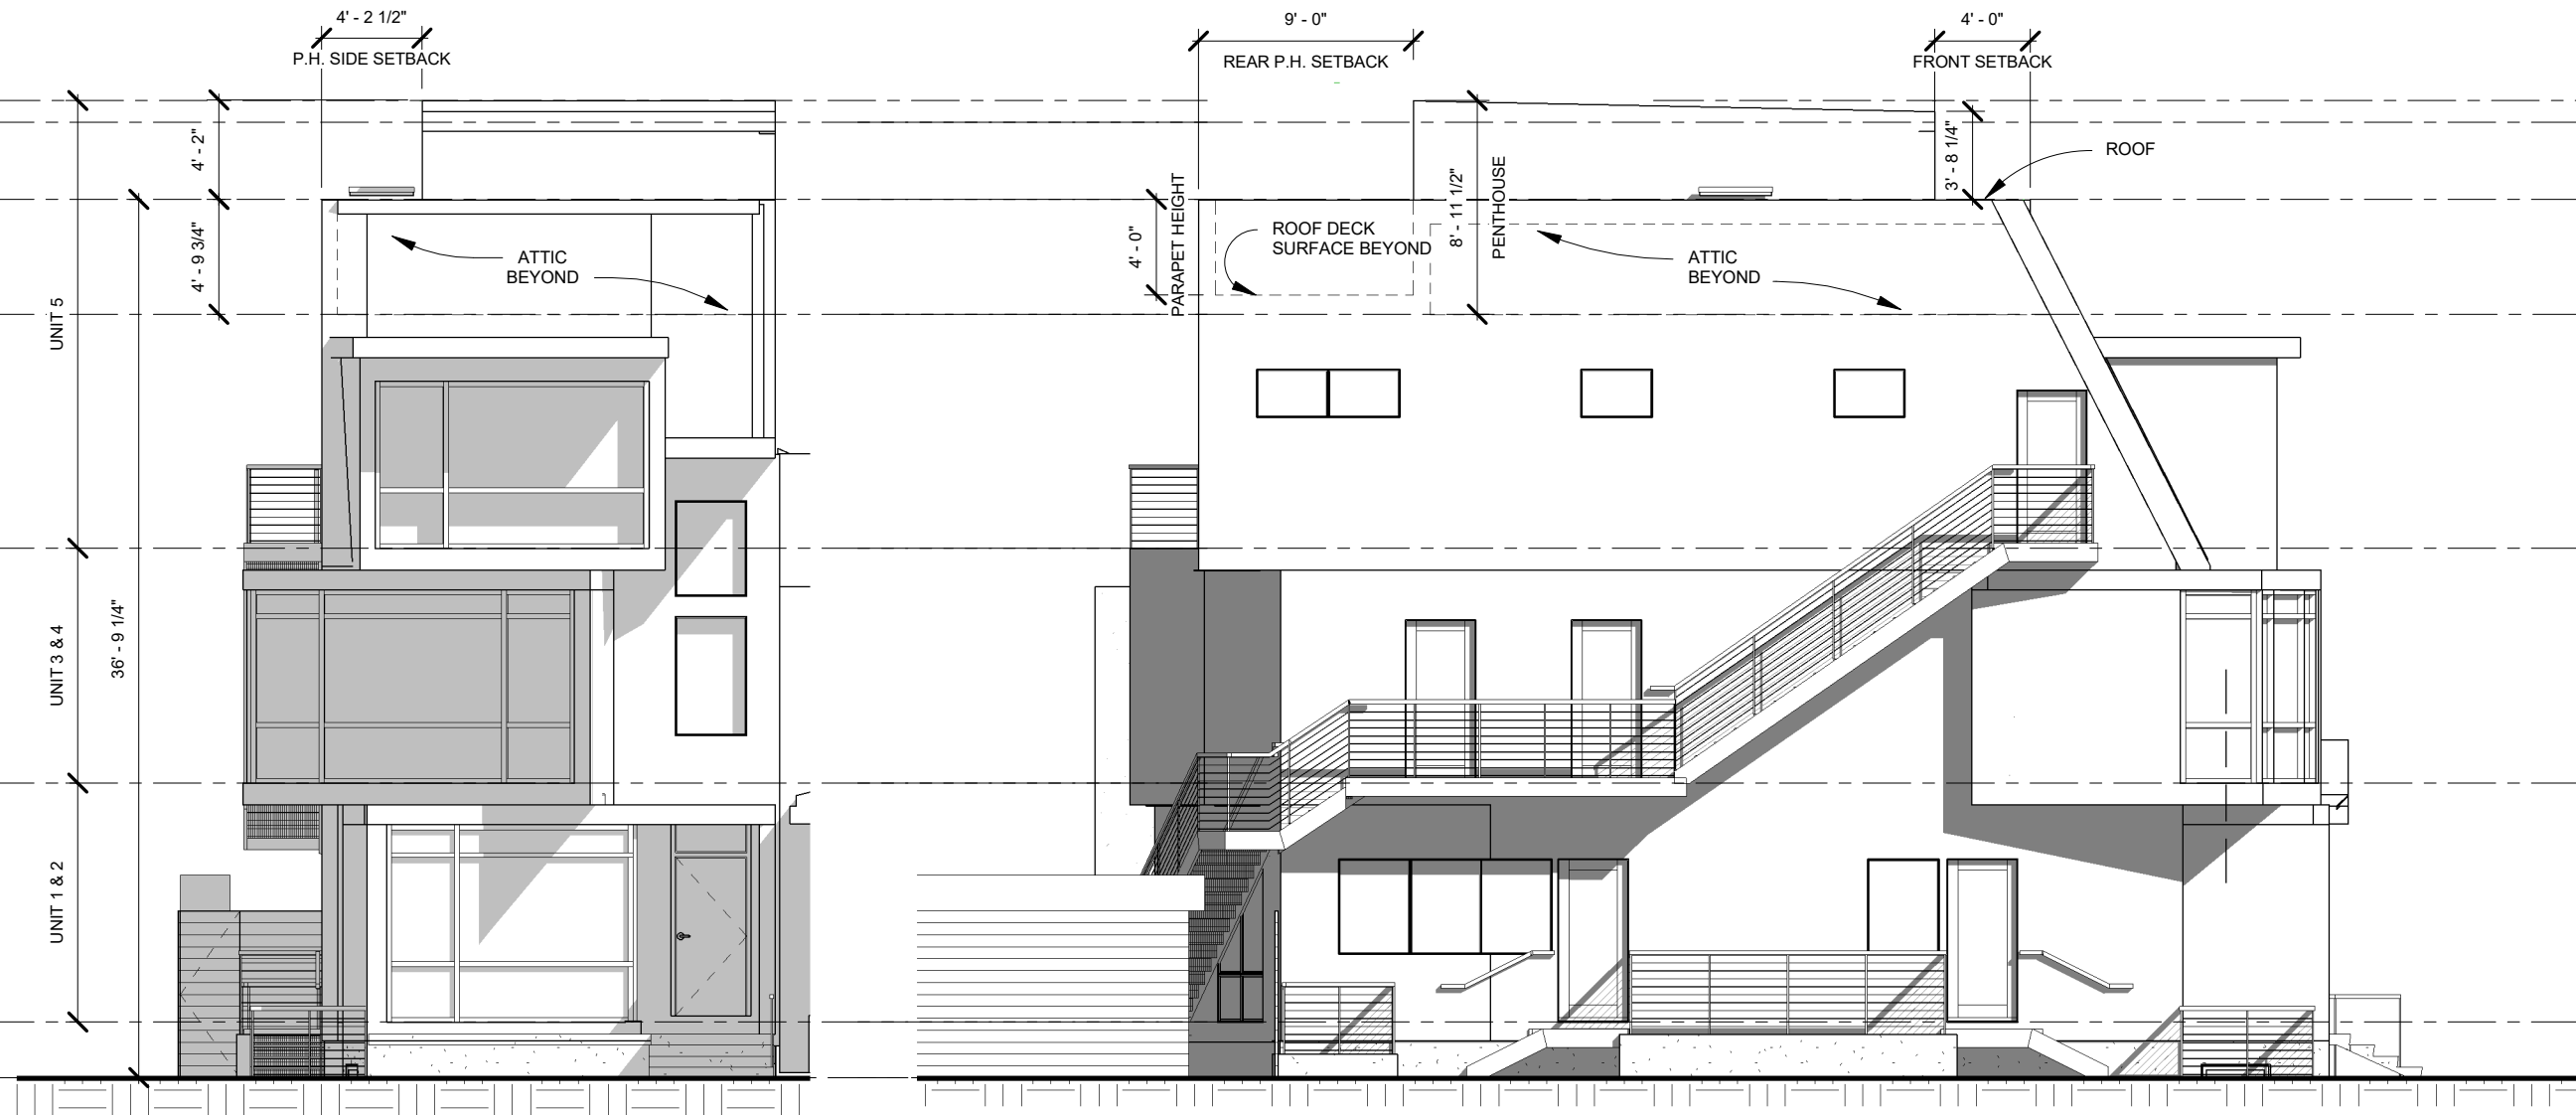 4' - 2 1/2"
P.H. SIDE SETBACK
9' - 0"
REAR P.H. SETBACK
4' - 0"
FRONT SETBACK
4' - 2"
4' - 9 3/4"
UNIT 5
UNIT 3 & 4
UNIT 1 & 2
36' - 9 1/4"
ATTIC
BEYOND
4' - 0"
PARAPET HEIGHT
ROOF DECK
SURFACE BEYOND
8' - 11 1/2"
PENTHOUSE
ATTIC
BEYOND
3' - 8 1/4"
ROOF